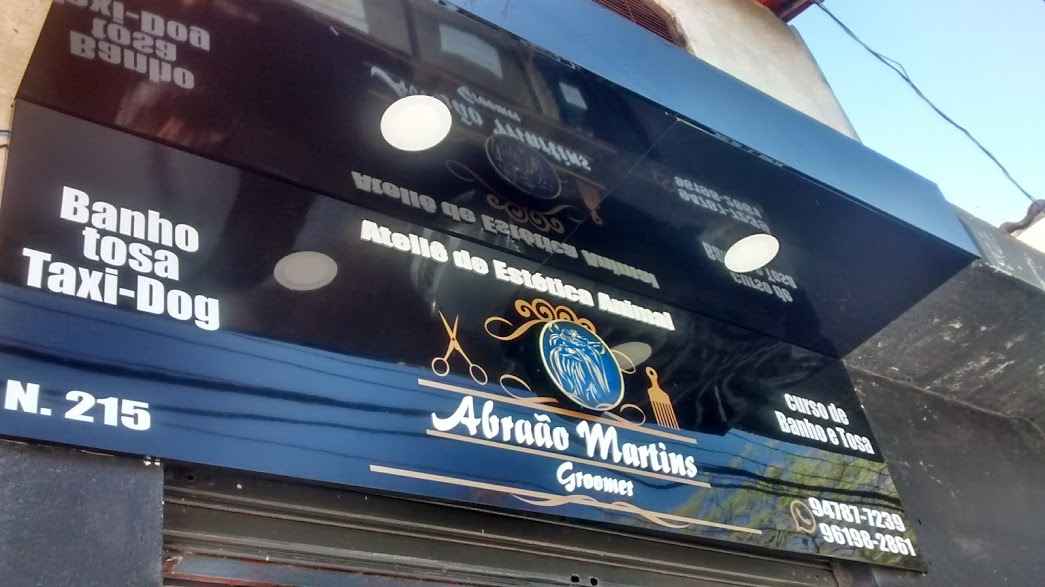 Banho
tosa
Taxi-Dog
N. 215
Ateliê de Estética Animal
Abraão Martins
Groomer
curso de
Banho e Tosa
94787-7239
96198-2861